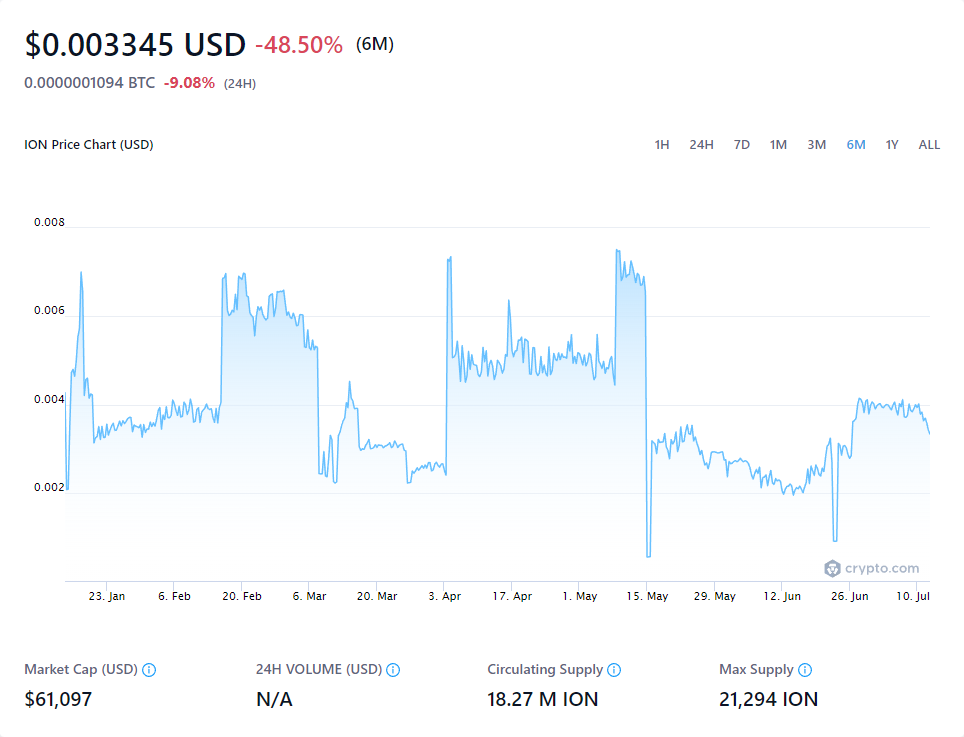 $0.003345 USD -48.50% (6M)
0.0000001094 BTC -9.08% (24H)
ION Price Chart (USD) 1H 24H 7D 1M 3M 6M 1Y ALL
0.008
0.006
0.004
0.002
crypto.com
23. Jan 6. Feb 20. Feb 6. Mar 20. Mar 3. Apr 17. Apr 1. May 15. May 29. May 12. Jun 26. Jun 10. Jul
Market Cap (USD) 24H VOLUME (USD) Circulating Supply Max Supply
$61,097 N/A 18.27 M ION 21,294 ION